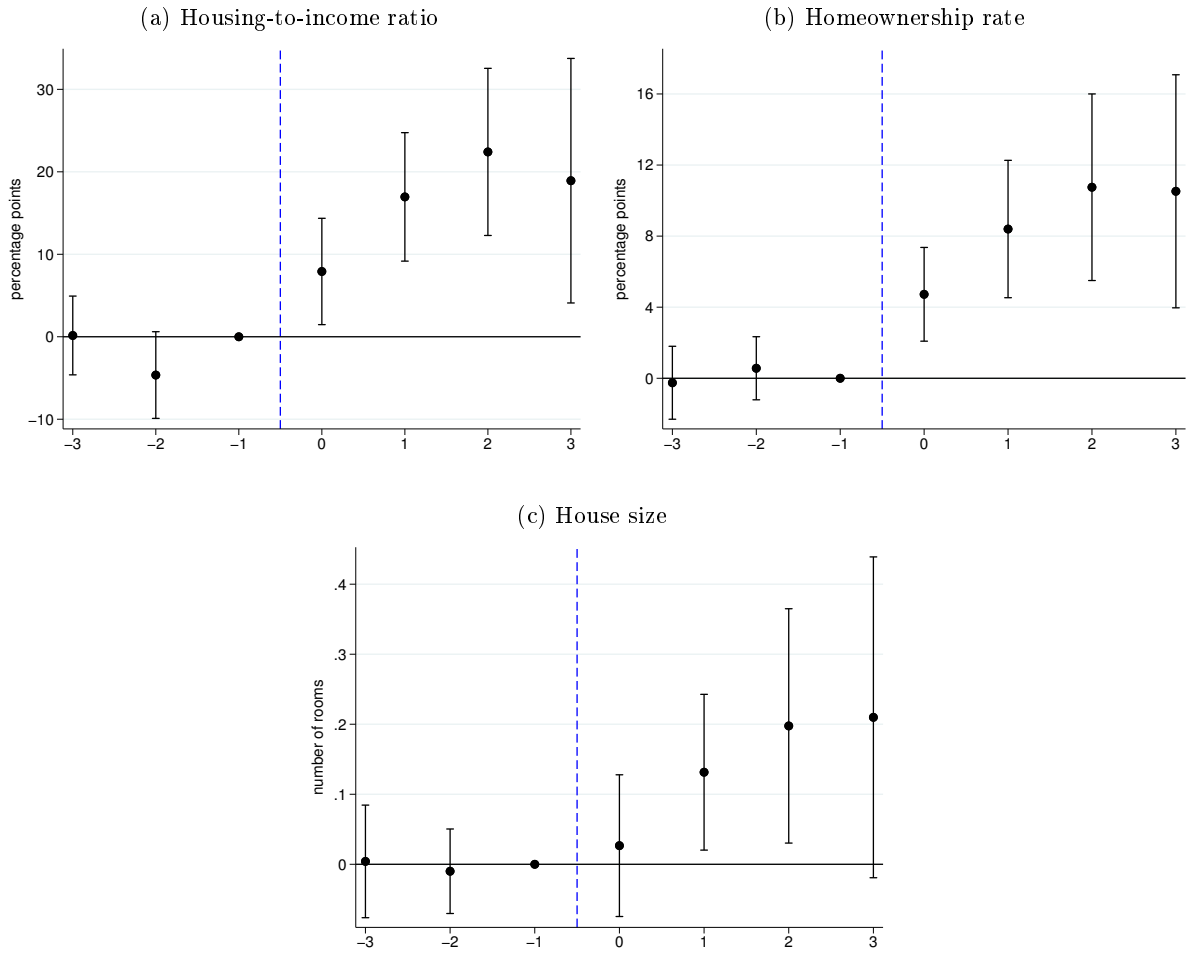 (a) Housing-to-income ratio
percentage points
30
20
10
0
−10
−3 −2 −1 0 1 2 3
(b) Homeownership rate
percentage points
16
12
8
4
0
−3 −2 −1 0 1 2 3
(c) House size
number of rooms
.4
.3
.2
.1
0
−3 −2 −1 0 1 2 3